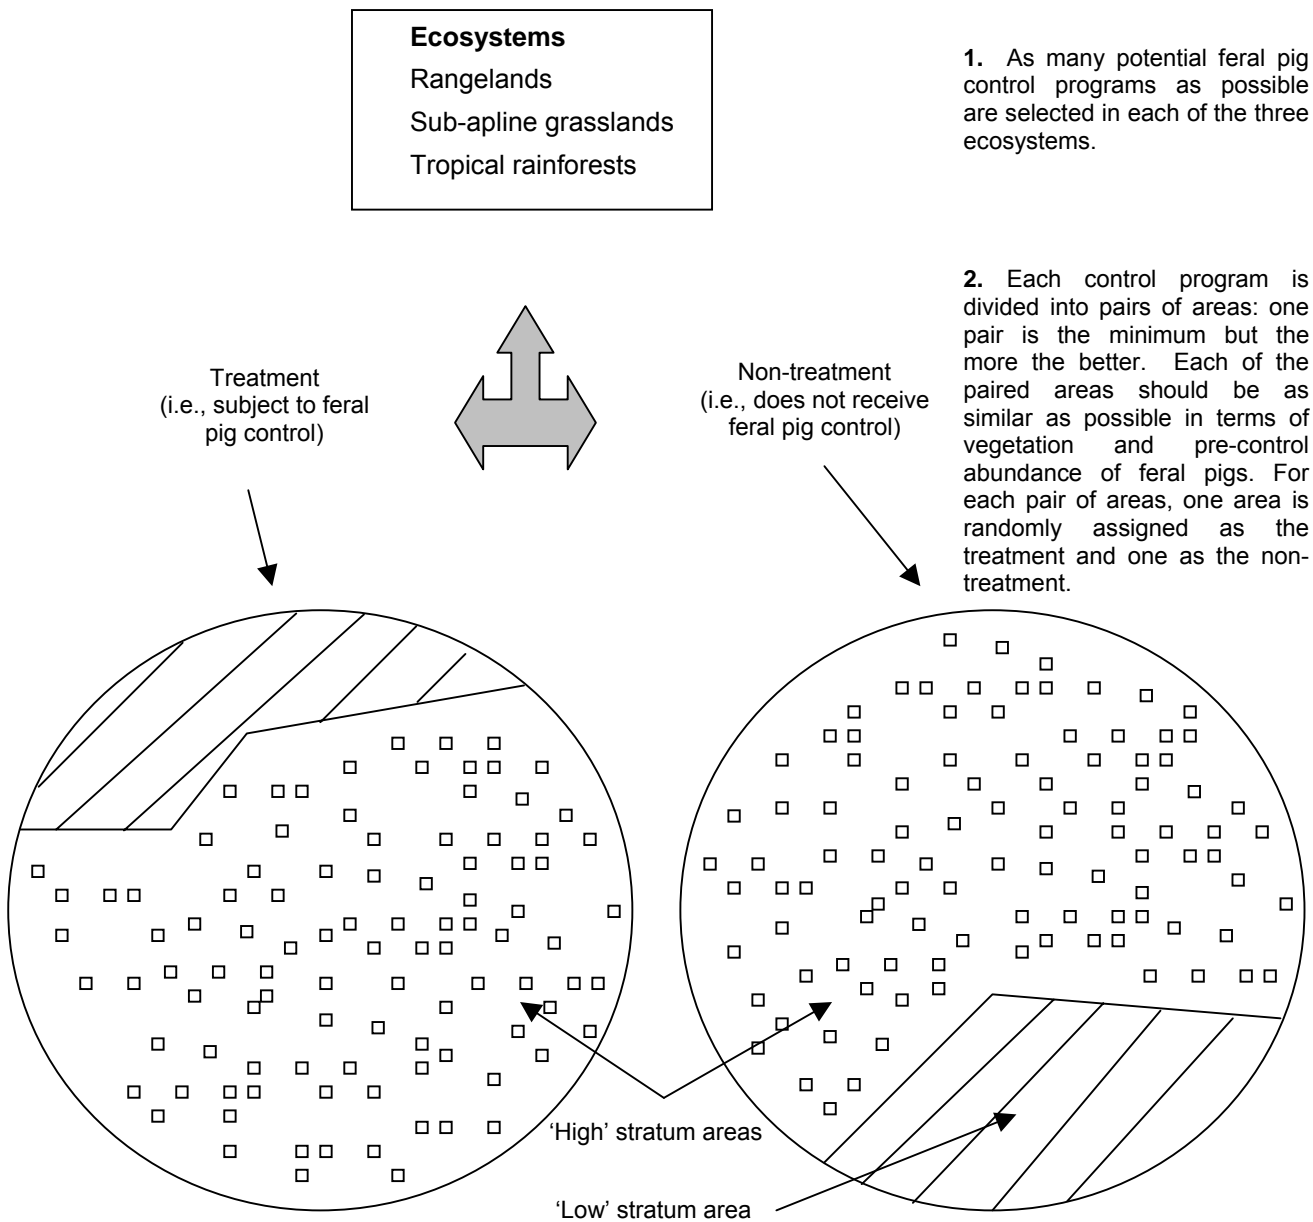 Ecosystems
Rangelands
Sub-apline grasslands
Tropical rainforests
1. As many potential feral pig
control programs as possible
are selected in each of the three
ecosystems.
2. Each control program is
divided into pairs of areas: one
pair is the minimum but the
more the better. Each of the
paired areas should be as
similar as possible in terms of
vegetation and pre-control
abundance of feral pigs. For
each pair of areas, one area is
randomly assigned as the
treatment and one as the non-
treatment.
Treatment
(i.e., subject to feral
pig control)
Non-treatment
(i.e., does not receive
feral pig control)
‘High’ stratum areas
‘Low’ stratum area